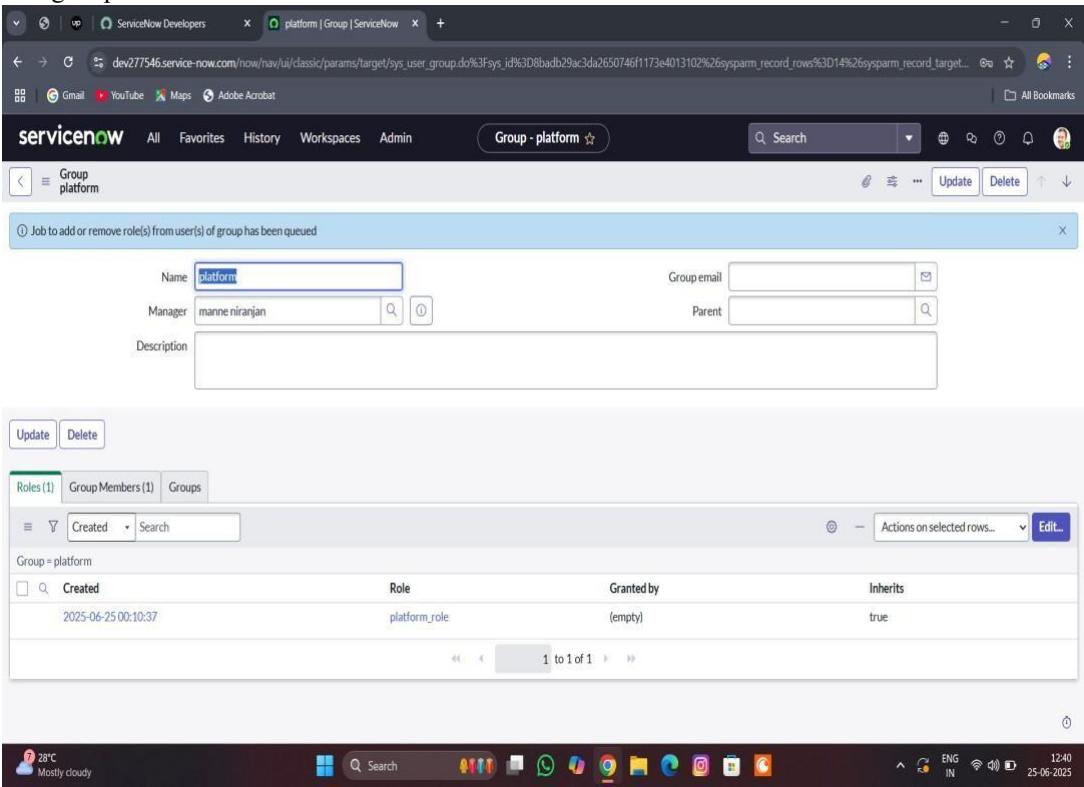 ServiceNow Developers
platform | Group | ServiceNow
dev277546.service-now.com/now/nav/ui/classic/params/target/sys_user_group.do%3Fsys_id%3D8badb29ac3da2650746f1173e4013102%26sysparm_record_rows%3D14%26sysparm_record_target...
Gmail YouTube Maps Adobe Acrobat All Bookmarks
servicenow All Favorites History Workspaces Admin Group - platform Search
Group
platform
Update Delete
Job to add or remove role(s) from user(s) of group has been queued
Name platform Group email
Manager manne niranjan Parent
Description
Update Delete
Roles (1) Group Members (1) Groups
Created Search Actions on selected rows... Edit...
Group = platform
Created Role Granted by Inherits
2025-06-25 00:10:37 platform_role (empty) true
1 to 1 of 1
7 28°C
Mostly cloudy
Search
ENG
IN
12:40
25-06-2025